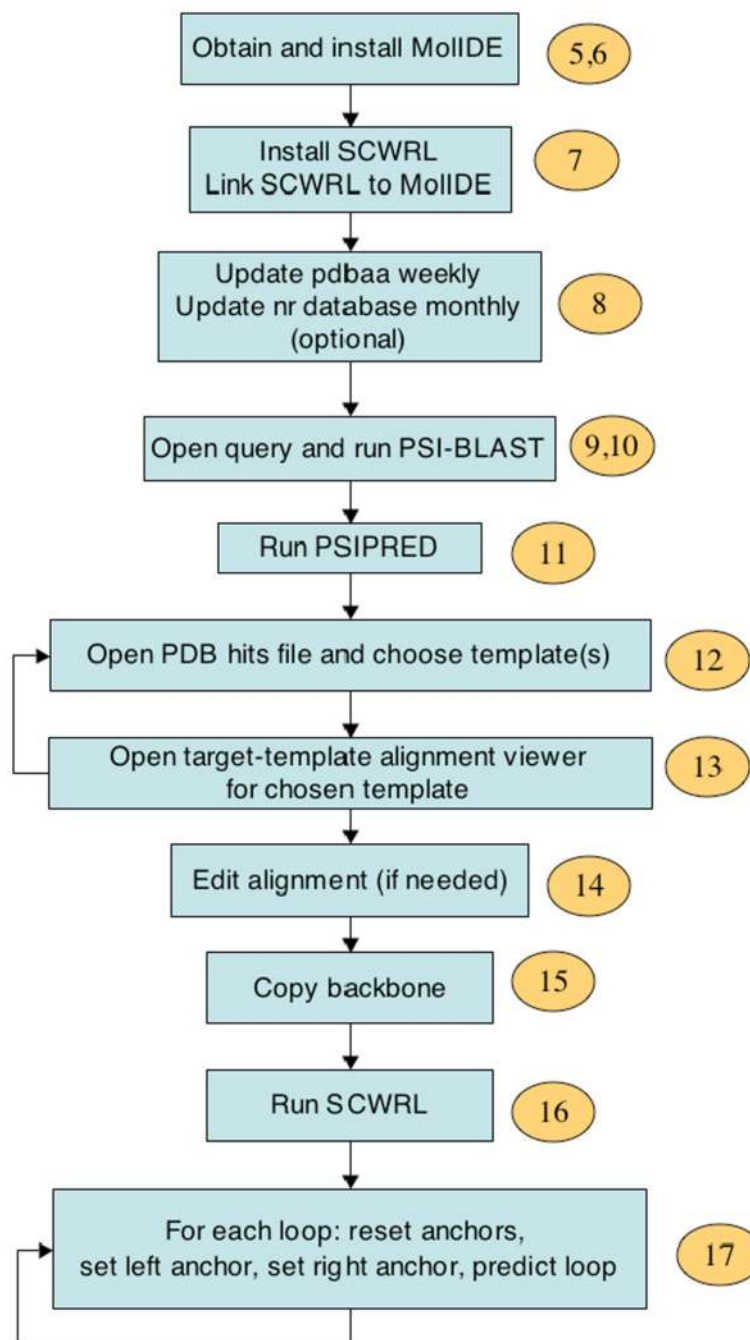 Obtain and install MolIDE
5,6
Install SCWRL
Link SCWRL to MolIDE
7
Update pdbaa weekly
Update nr database monthly
(optional)
8
Open query and run PSI-BLAST
9,10
Run PSIPRED
11
Open PDB hits file and choose template(s)
12
Open target-template alignment viewer
for chosen template
13
Edit alignment (if needed)
14
Copy backbone
15
Run SCWRL
16
For each loop: reset anchors,
set left anchor, set right anchor, predict loop
17